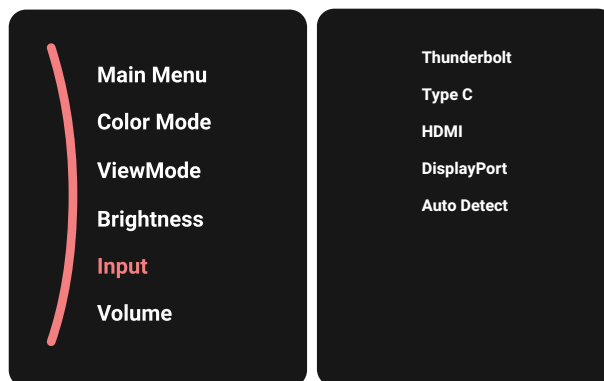 Main Menu
Color Mode
ViewMode
Brightness
Input
Volume
Thunderbolt
Type C
HDMI
DisplayPort
Auto Detect